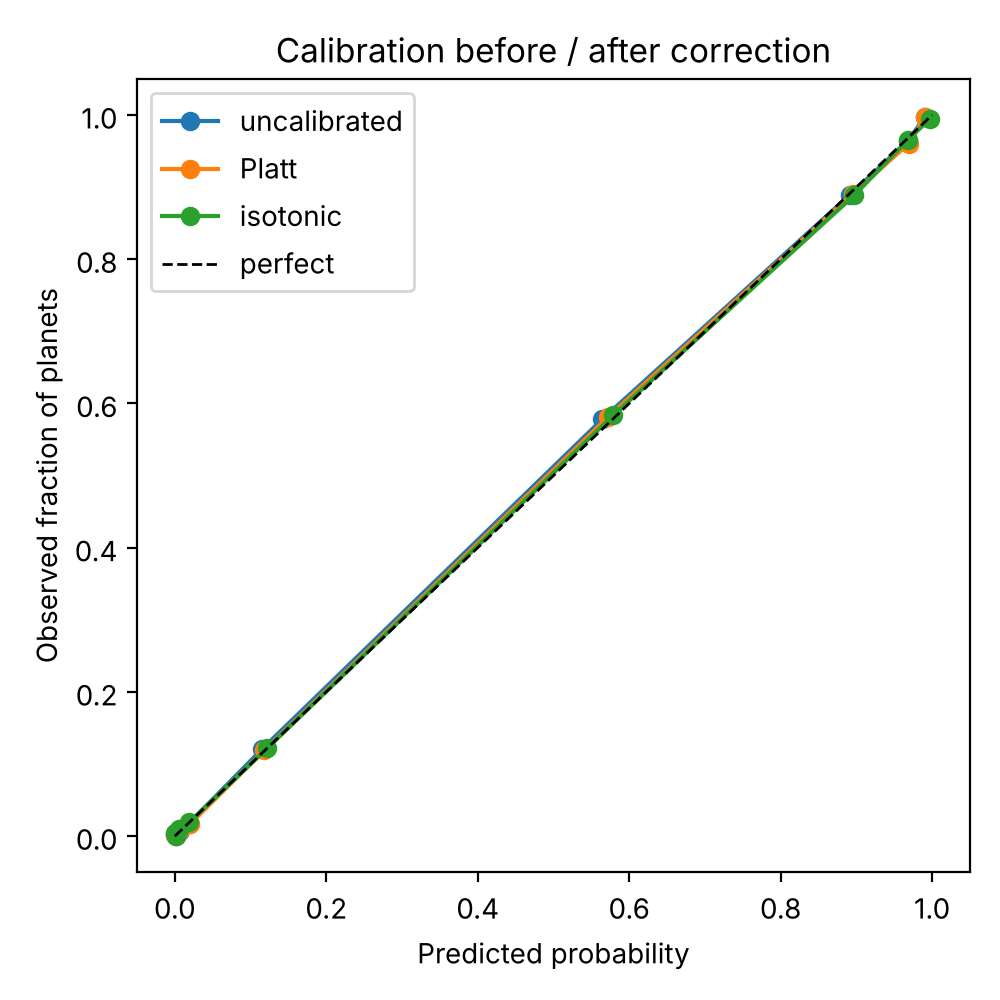 Calibration before / after correction
uncalibrated
Platt
isotonic
perfect
Observed fraction of planets
1.0
0.8
0.6
0.4
0.2
0.0
0.0 0.2 0.4 0.6 0.8 1.0
Predicted probability